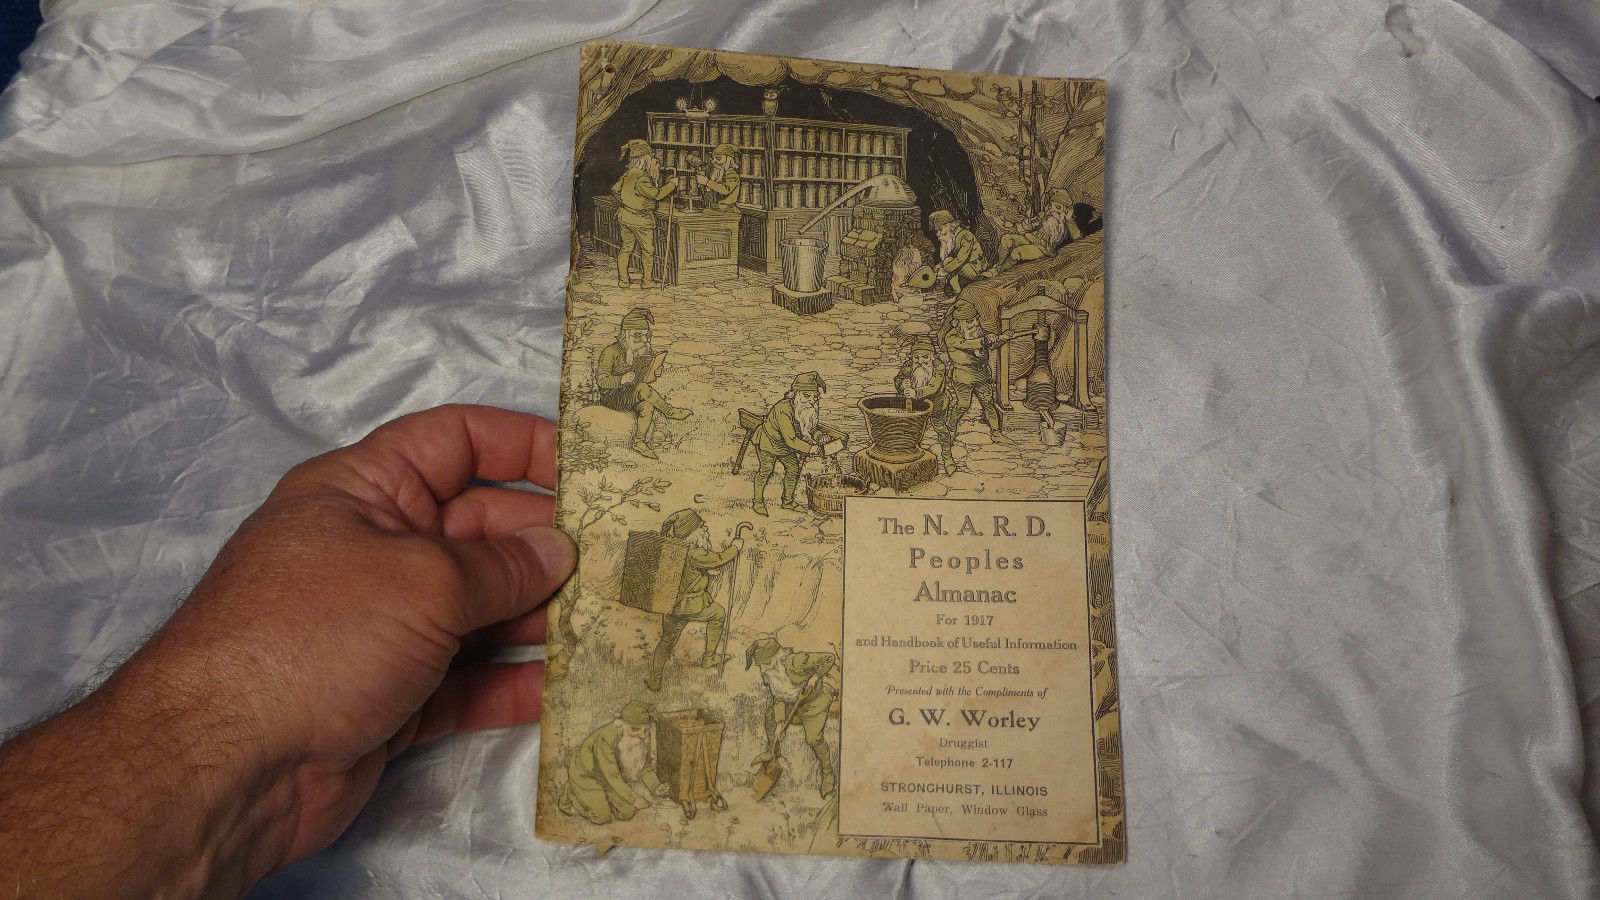 The N. A. R. D.
Peoples
Almanac
For 1917
and Handbook of Useful Information
Price 25 Cents
Presented with the Compliments of
G. W. Worley
Druggist
Telephone 2-117
STRONGHURST, ILLINOIS
Wall Paper, Window Glass